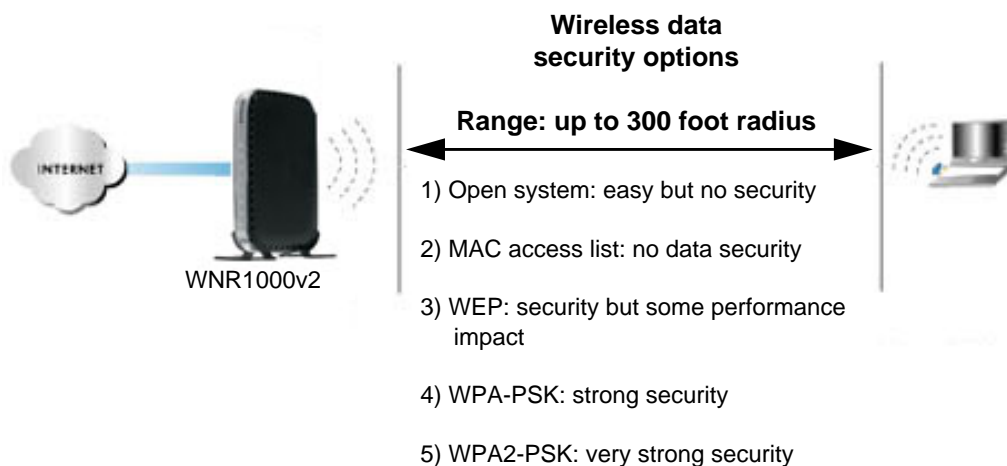 Wireless data
security options
Range: up to 300 foot radius
INTERNET
WNR1000v2
1) Open system: easy but no security
2) MAC access list: no data security
3) WEP: security but some performance
impact
4) WPA-PSK: strong security
5) WPA2-PSK: very strong security